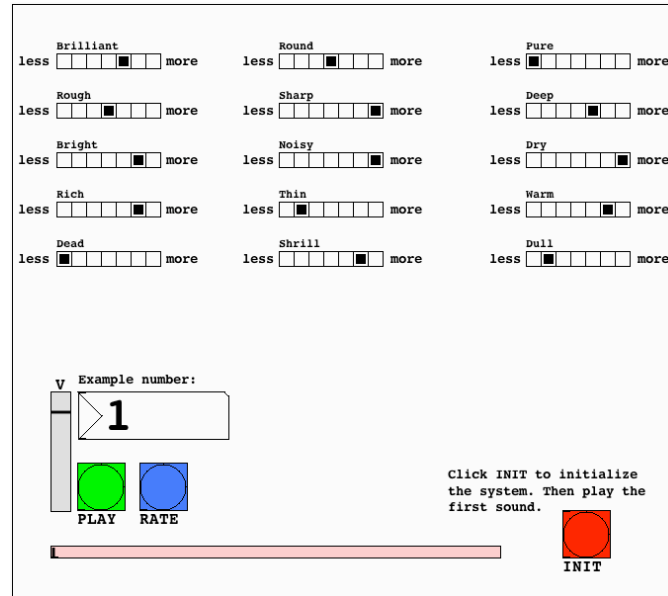 Brilliant Round Pure
less more less more less more
Rough Sharp Deep
less more less more less more
Bright Noisy Dry
less more less more less more
Rich Thin Warm
less more less more less more
Dead Shrill Dull
less more less more less more
V Example number:
1
Click INIT to initialize
the system. Then play the
first sound.
PLAY RATE
L
INIT